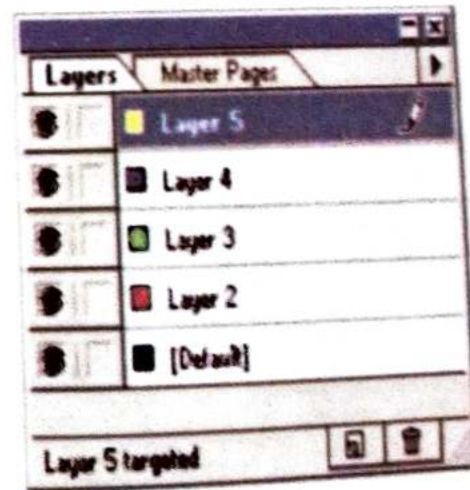 Layers Master Pages
Layer 5
Layer 4
Layer 3
Layer 2
[Default]
Layer 5 targeted